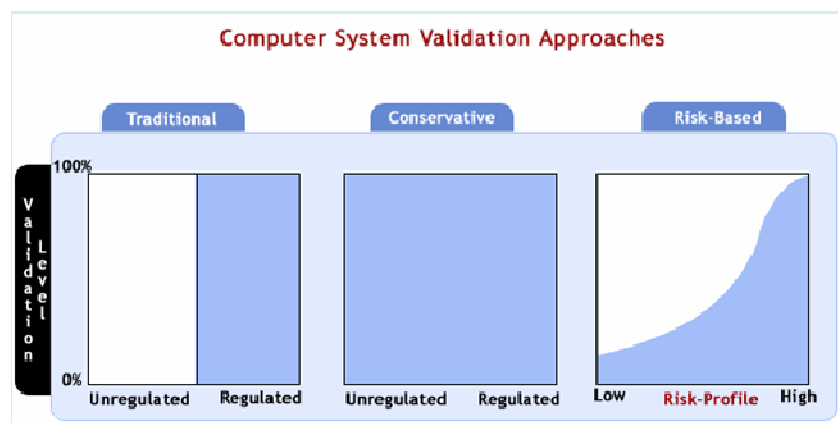 Computer System Validation Approaches
Traditional
Conservative
Risk-Based
100%
Validation
Level
0%
Unregulated Regulated
Unregulated Regulated
Low Risk-Profile High